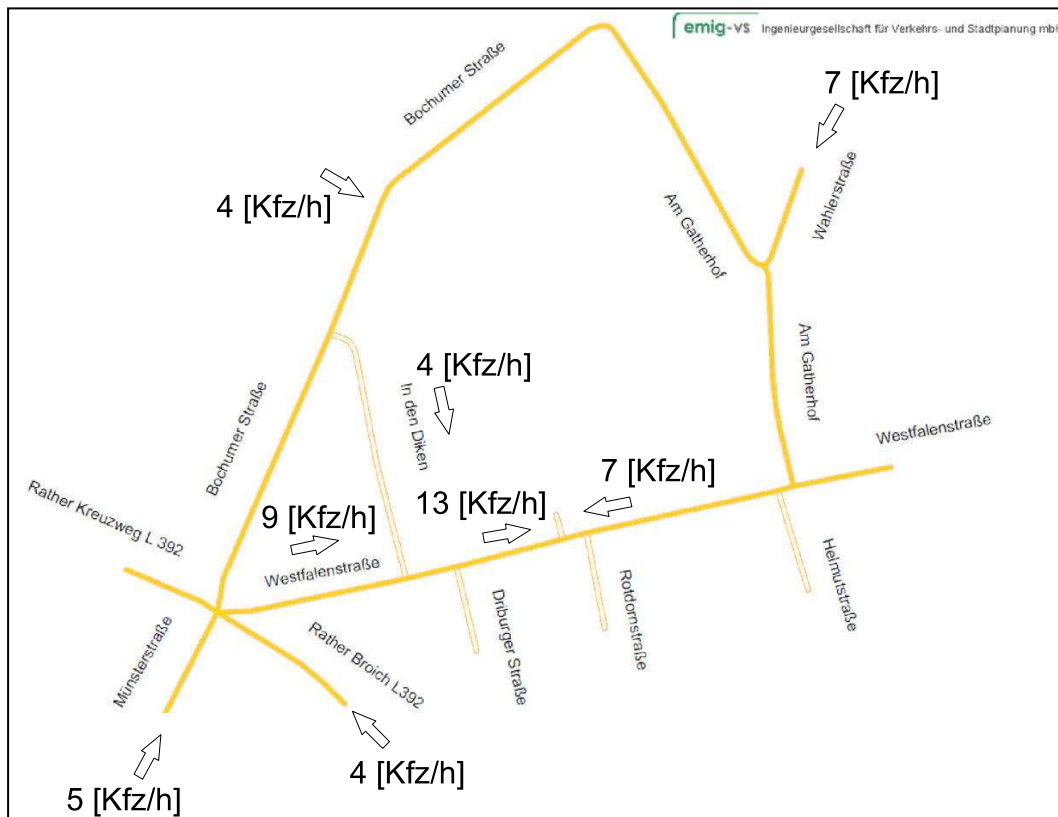 emig-vs Ingenieurgesellschaft für Verkehrs- und Stadtplanung mbH
Bochumer Straße
7 [Kfz/h]
Wahlerstraße
4 [Kfz/h]
Am Gatherhof
4 [Kfz/h]
In den Diken
Am Gatherhof
Bochumer Straße
Westfalenstraße
7 [Kfz/h]
13 [Kfz/h]
9 [Kfz/h]
Rather Kreuzweg L 392
Westfalenstraße
Driburger Straße
Rotdornstraße
Helmutstraße
Münsterstraße
Rather Broich L392
4 [Kfz/h]
5 [Kfz/h]